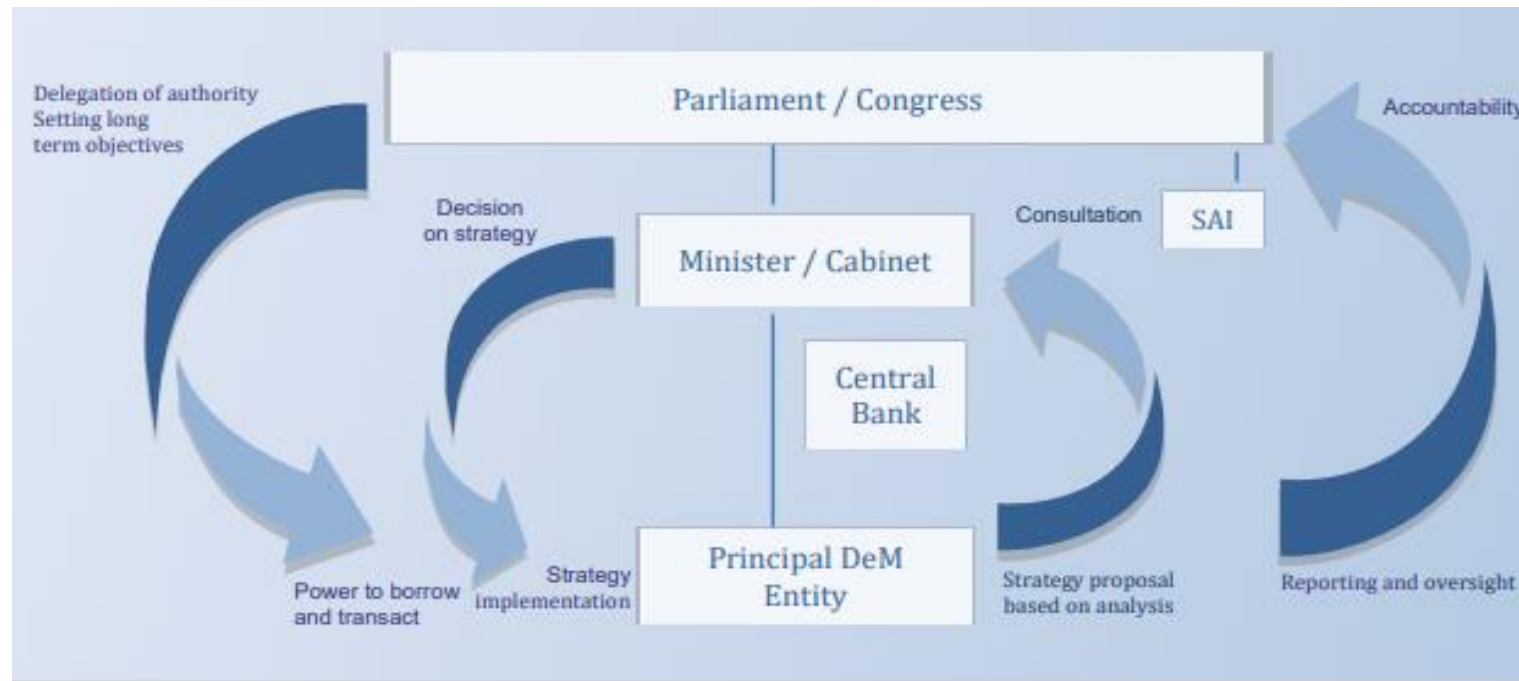 Delegation of authority
Setting long
term objectives
Parliament / Congress
Accountability
Decision
on strategy
Minister / Cabinet
Consultation
SAI
Central
Bank
Power to borrow
and transact
Strategy
implementation
Principal DeM
Entity
Strategy proposal
based on analysis
Reporting and oversight